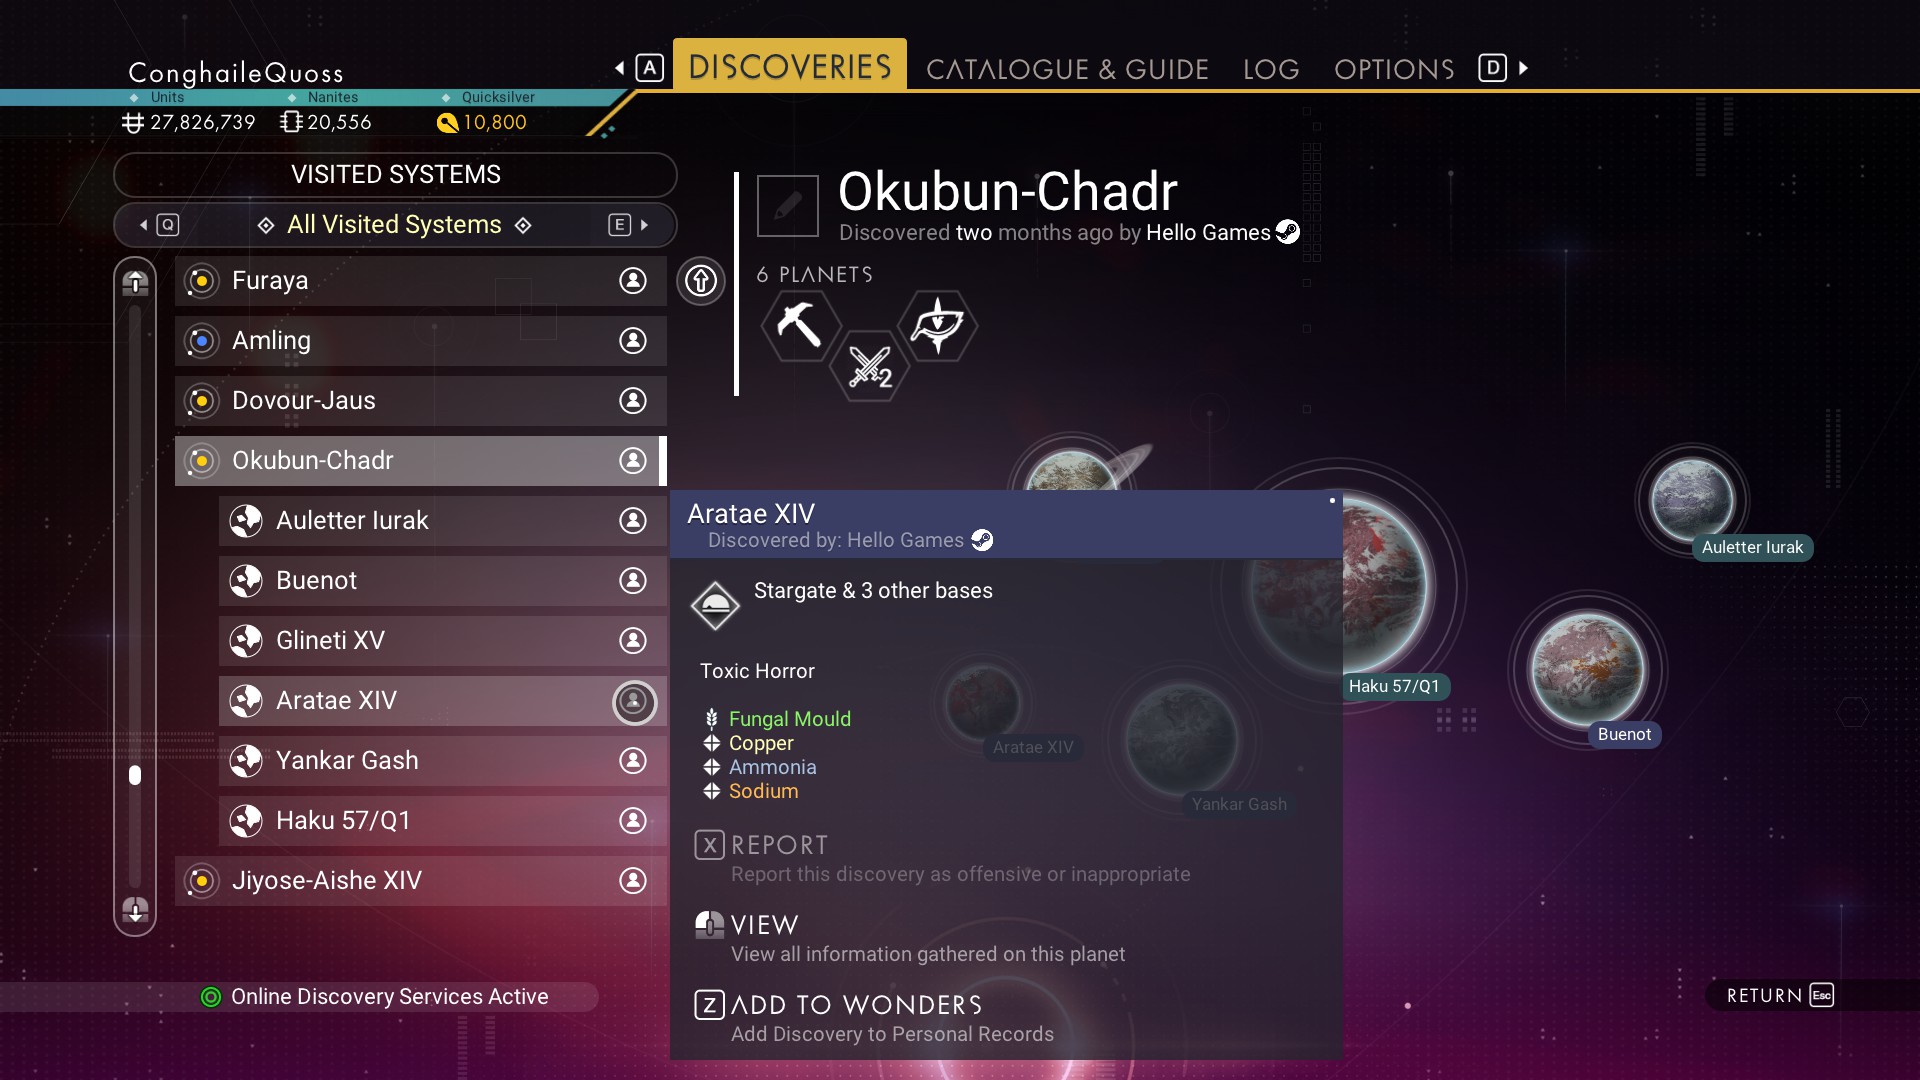 ConghaileQuoss
A DISCOVERIES CATALOGUE & GUIDE LOG OPTIONS D
Units Nanites Quicksilver
27,826,739 20,556 10,800
VISITED SYSTEMS
Q All Visited Systems E
Furaya
Amling
Dovour-Jaus
Okubun-Chadr
Auletter Iurak
Buenot
Glineti XV
Aratae XIV
Yankar Gash
Haku 57/Q1
Jiyose-Aishe XIV
Online Discovery Services Active
Okubun-Chadr
Discovered two months ago by Hello Games
6 PLANETS
2
Aratae XIV
Discovered by: Hello Games
Stargate & 3 other bases
Toxic Horror
Fungal Mould
Copper
Ammonia
Sodium
X REPORT
Report this discovery as offensive or inappropriate
VIEW
View all information gathered on this planet
Z ADD TO WONDERS
Add Discovery to Personal Records
Auletter Iurak
Haku 57/Q1
Buenot
Aratae XIV
Yankar Gash
RETURN Esc